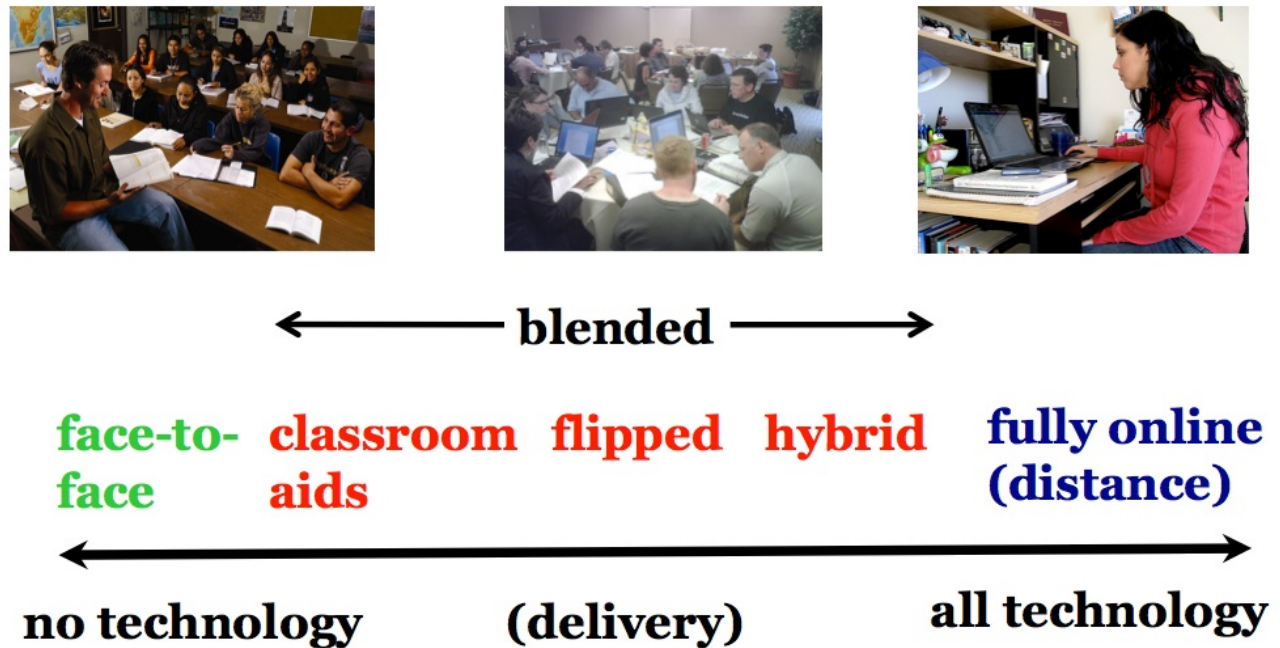 blended
face-to-
face
classroom
aids
flipped
hybrid
fully online
(distance)
no technology
(delivery)
all technology